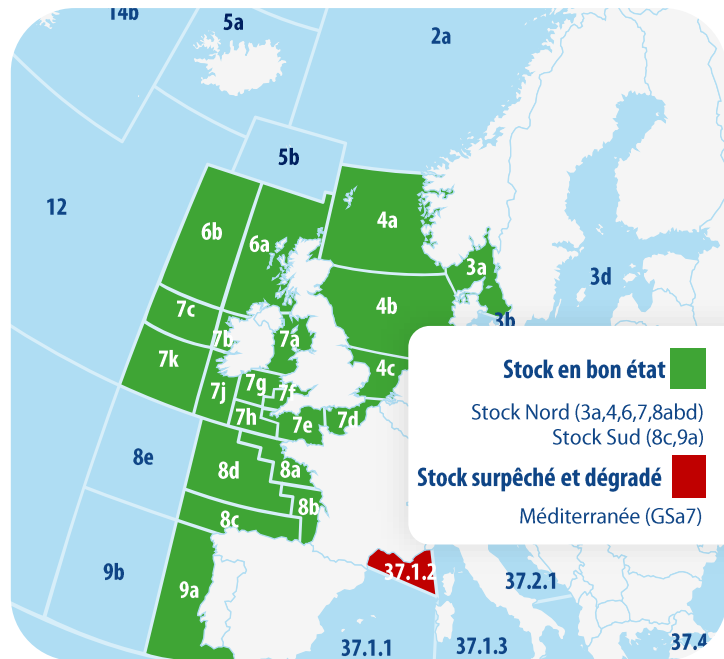 14b
5a
2a
5b
12
6b
6a
4a
3a
3d
7c
7b
7a
4b
3b
7k
7j
7g
7f
4c
7h
7e
7d
Stock en bon état
Stock Nord (3a,4,6,7,8abd)
Stock Sud (8c,9a)
Stock surpêché et dégradé
Méditerranée (GSa7)
8e
8d
8a
8b
8c
9b
9a
37.1.2
37.2.1
37.1.1
37.1.3
37.4